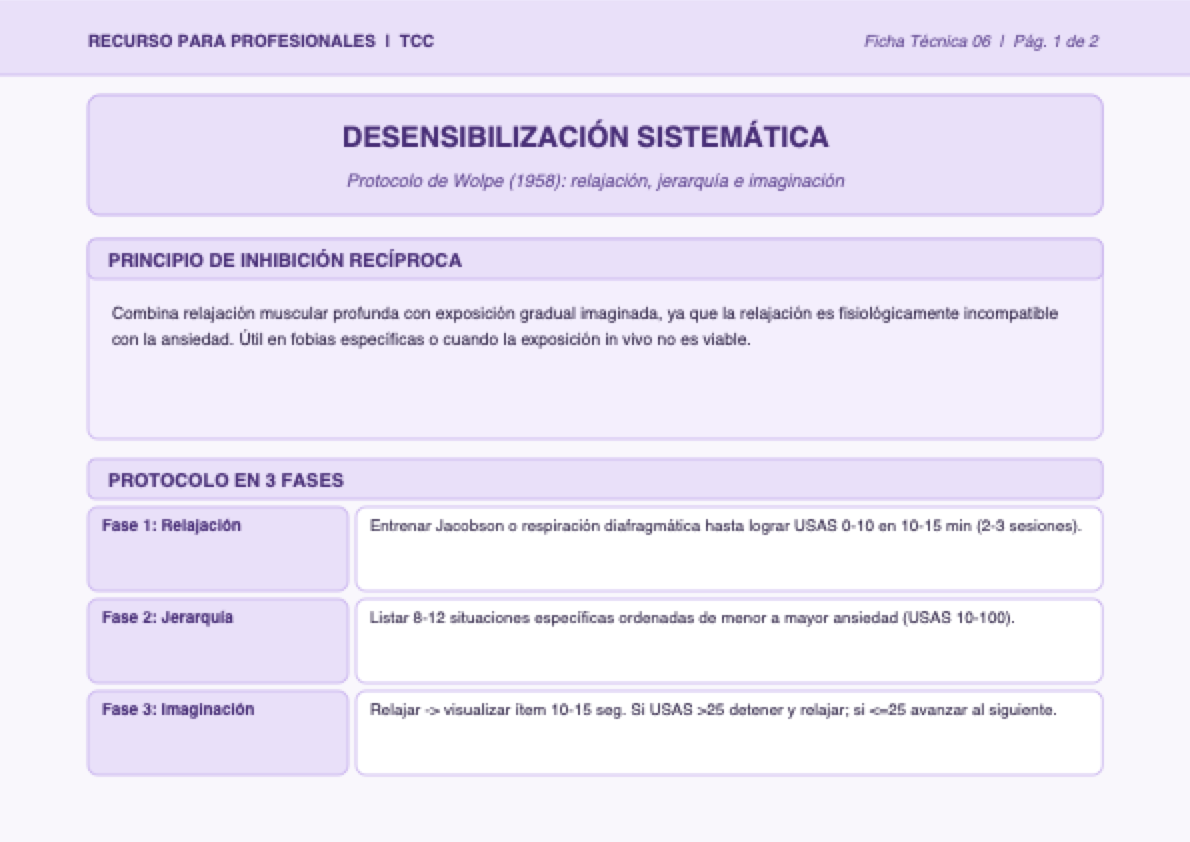 RECURSO PARA PROFESIONALES | TCC
Ficha Técnica 06 | Pág. 1 de 2
DESENSIBILIZACIÓN SISTEMÁTICA
Protocolo de Wolpe (1958): relajación, jerarquía e imaginación
PRINCIPIO DE INHIBICIÓN RECÍPROCA
Combina relajación muscular profunda con exposición gradual imaginada, ya que la relajación es fisiológicamente incompatible
con la ansiedad. Útil en fobias específicas o cuando la exposición in vivo no es viable.
PROTOCOLO EN 3 FASES
Fase 1: Relajación
Entrenar Jacobson o respiración diafragmática hasta lograr USAS 0-10 en 10-15 min (2-3 sesiones).
Fase 2: Jerarquía
Listar 8-12 situaciones específicas ordenadas de menor a mayor ansiedad (USAS 10-100).
Fase 3: Imaginación
Relajar -> visualizar ítem 10-15 seg. Si USAS >25 detener y relajar; si <=25 avanzar al siguiente.